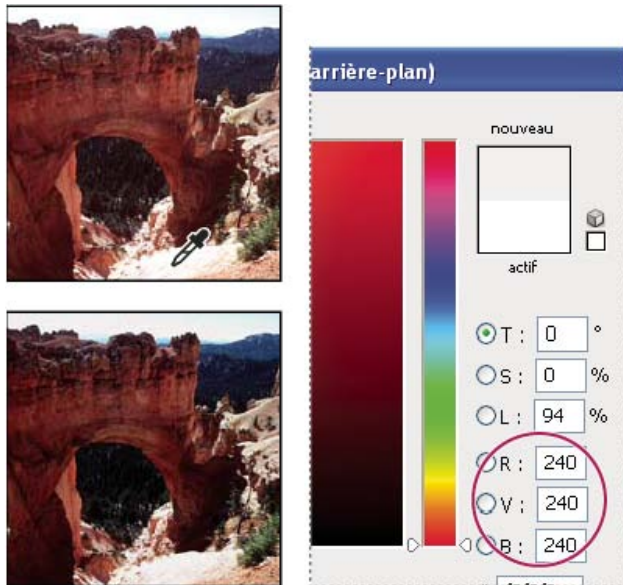 arrière-plan)
nouveau
actif
T : 0 °
S : 0 %
L : 94 %
R : 240
V : 240
B : 240